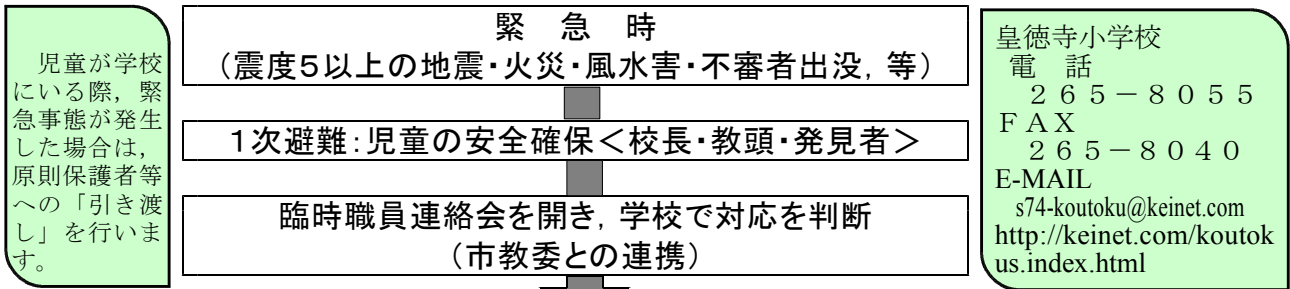 児童が学校
にいる際，緊
急事態が発生
した場合は，
原則保護者等
への「引き渡
し」を行いま
す。
緊　急　時
（震度５以上の地震・火災・風水害・不審者出没，等）
１次避難：児童の安全確保＜校長・教頭・発見者＞
臨時職員連絡会を開き，学校で対応を判断
（市教委との連携）
皇徳寺小学校
電　話
２６５－８０５５
ＦＡＸ
２６５－８０４０
E-MAIL
s74-koutoku@keinet.com
http://keinet.com/koutok
us.index.html